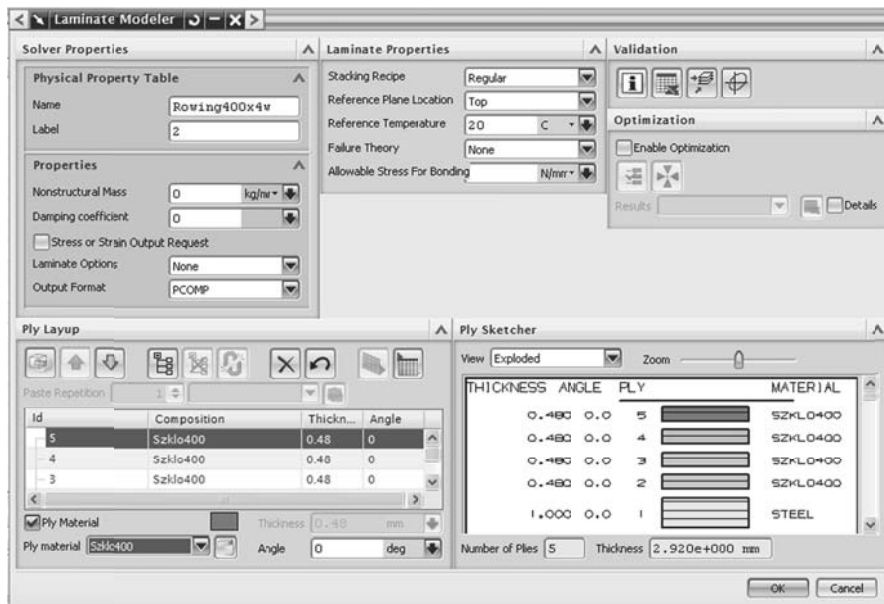 Laminate Modeler
Solver Properties
Physical Property Table
Name Rowing400x4w
Label 2
Properties
Nonstructural Mass 0
Damping coefficient 0
Stress or Strain Output Request
Laminate Options None
Output Format PCOMP
Laminate Properties
Stacking Recipe Regular
Reference Plane Location Top
Reference Temperature 20 C
Failure Theory None
Allowable Stress For Bonding
Validation
Optimization
Enable Optimization
Results Details
Ply Layup
Paste Repetition 1
Id Composition Thickn... Angle
5 Szklo400 0.48 0
4 Szklo400 0.48 0
3 Szklo400 0.48 0
Ply Material Thickness 0.48 mm
Ply material Szklo400 Angle 0 deg
Ply Sketcher
View Exploded Zoom
THICKNESS ANGLE PLY MATERIAL
0.480 0.0 5 SZKLO400
0.480 0.0 4 SZKLO400
0.480 0.0 3 SZKLO400
0.480 0.0 2 SZKLO400
1.000 0.0 1 STEEL
Number of Plies 5 Thickness 2.920e+000 mm
OK Cancel